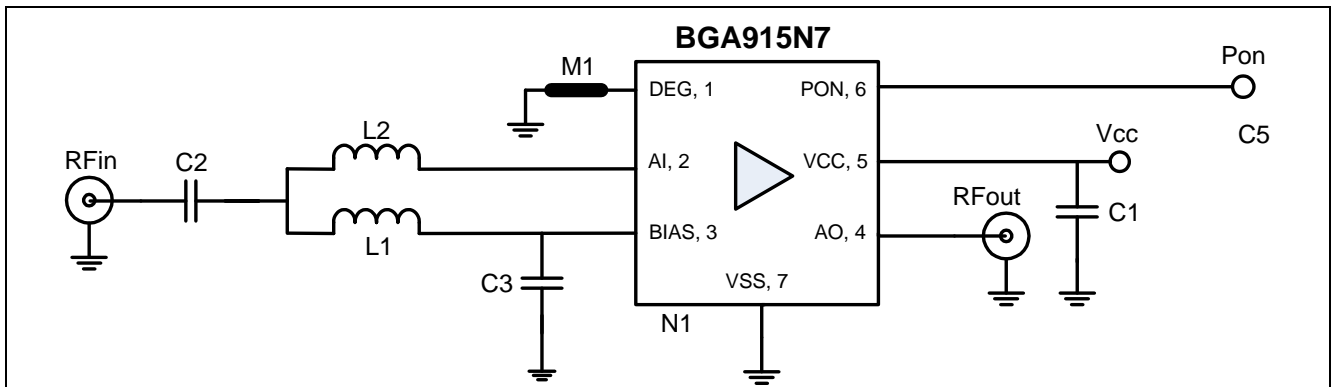 BGA915N7
Pon
M1
DEG, 1
PON, 6
L2
Vcc
C5
RFin
C2
AI, 2
VCC, 5
RFout
C1
L1
BIAS, 3
AO, 4
C3
VSS, 7
N1